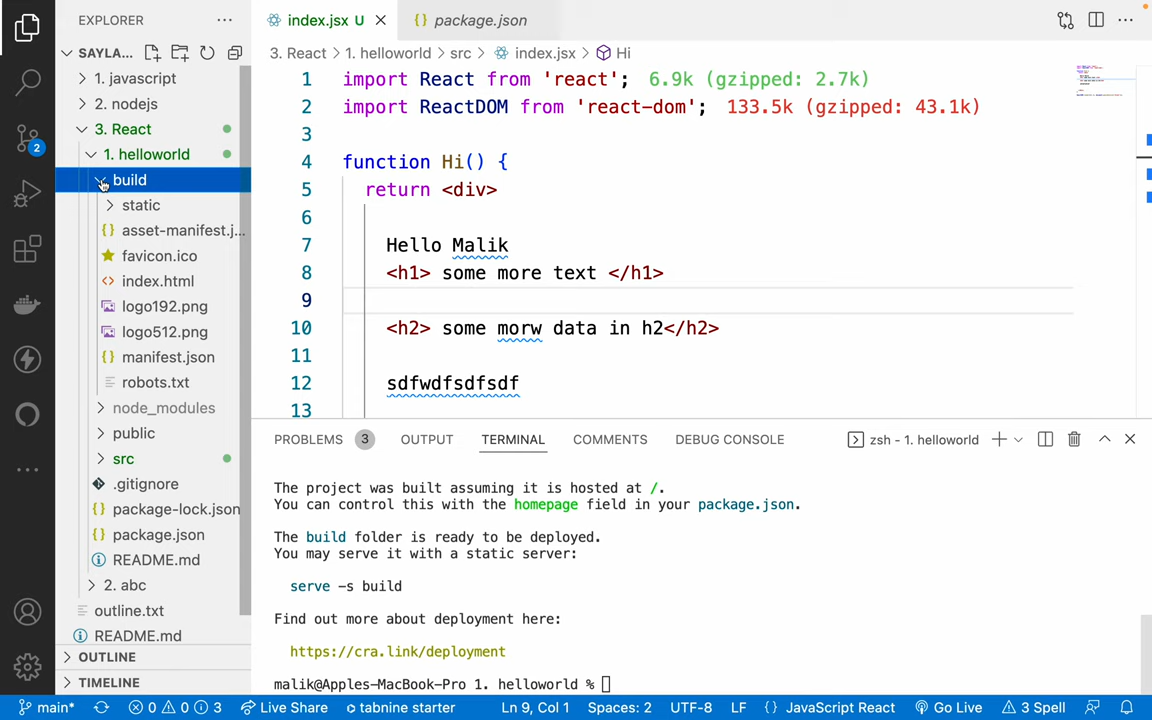 EXPLORER
index.jsx U
{} package.json
SAYLA...
3. React > 1. helloworld > src > index.jsx > Hi
1. javascript
2. nodejs
3. React
1. helloworld
build
static
{} asset-manifest.j...
favicon.ico
<> index.html
logo192.png
logo512.png
{} manifest.json
robots.txt
node_modules
public
src
.gitignore
{} package-lock.json
{} package.json
README.md
2. abc
outline.txt
README.md
OUTLINE
TIMELINE
2
1 import React from 'react'; 6.9k (gzipped: 2.7k)
2 import ReactDOM from 'react-dom'; 133.5k (gzipped: 43.1k)
3
4 function Hi() {
5 return <div>
6
7 Hello Malik
8 <h1> some more text </h1>
9
10 <h2> some morw data in h2</h2>
11
12 sdfwdfsdfsdf
13
PROBLEMS 3 OUTPUT TERMINAL COMMENTS DEBUG CONSOLE zsh - 1. helloworld
The project was built assuming it is hosted at /.
You can control this with the homepage field in your package.json.
The build folder is ready to be deployed.
You may serve it with a static server:
serve -s build
Find out more about deployment here:
https://cra.link/deployment
malik@Apples-MacBook-Pro 1. helloworld %
main* 0 0 3 Live Share tabnine starter Ln 9, Col 1 Spaces: 2 UTF-8 LF {} JavaScript React Go Live 3 Spell